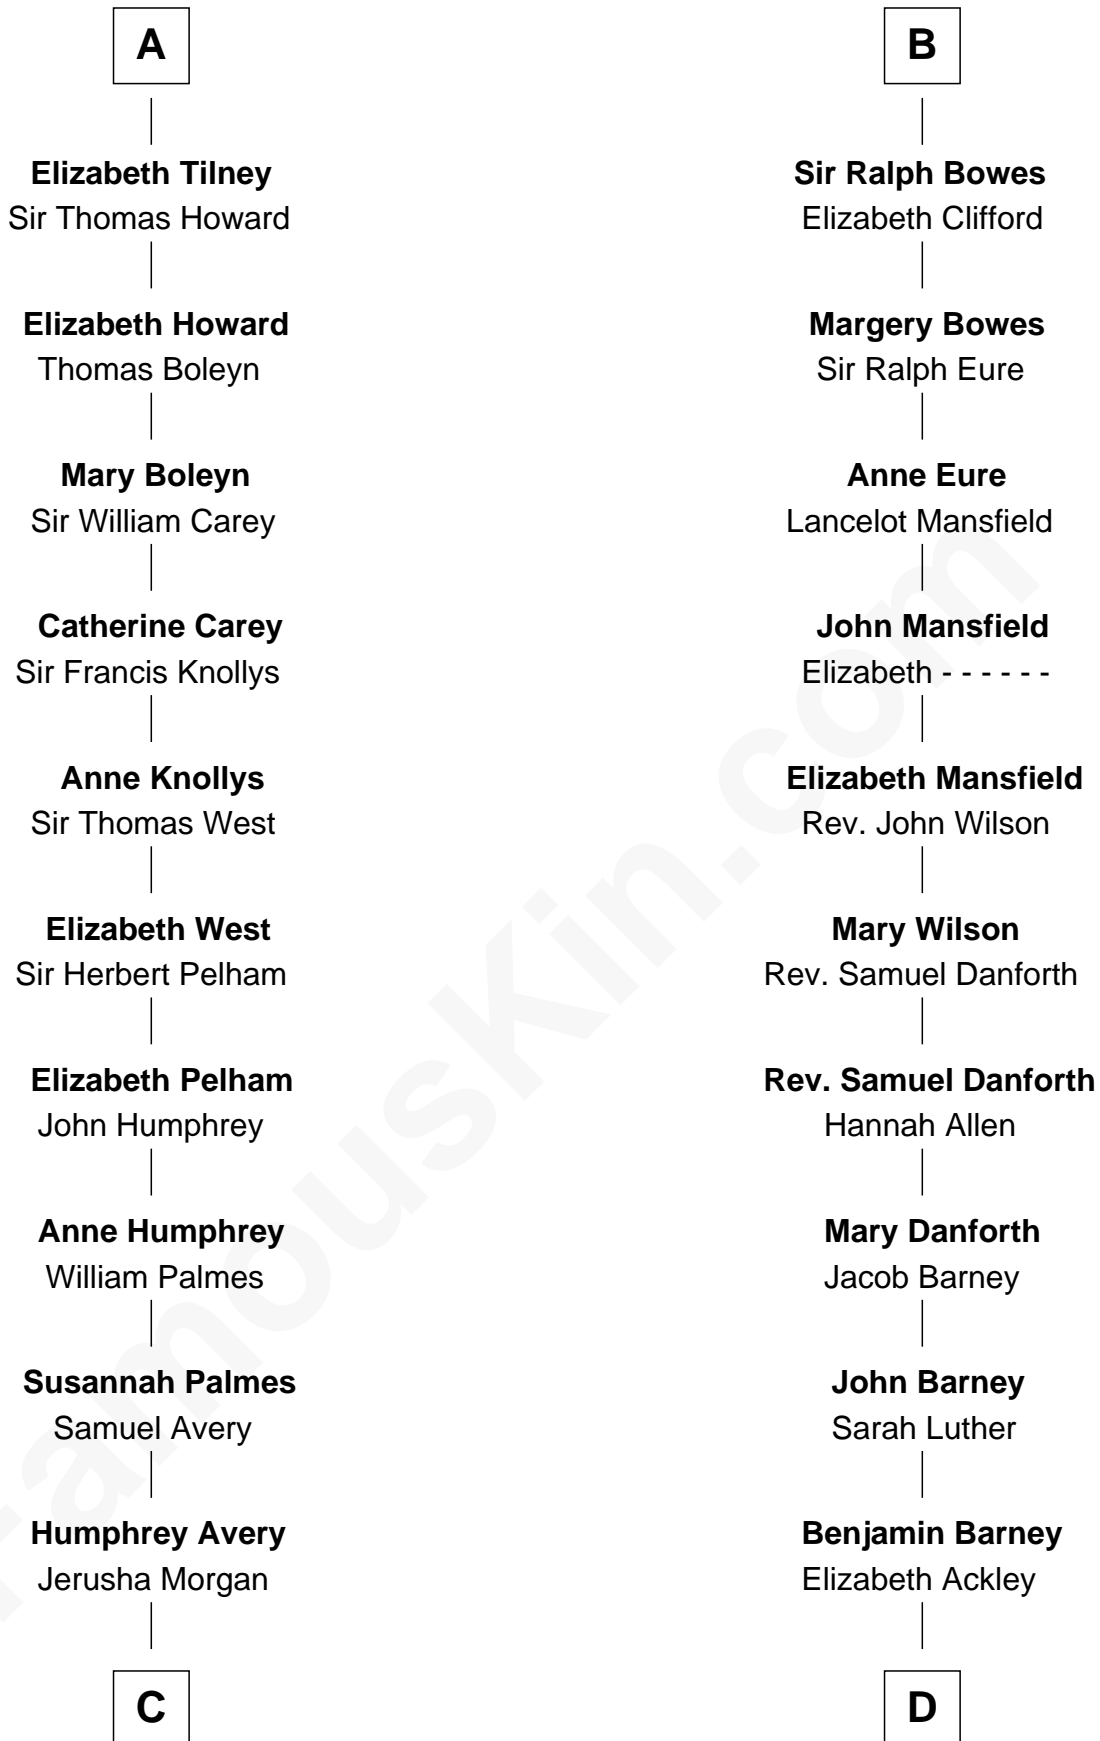 A
Elizabeth Tilney
Sir Thomas Howard
Elizabeth Howard
Thomas Boleyn
Mary Boleyn
Sir William Carey
Catherine Carey
Sir Francis Knollys
Anne Knollys
Sir Thomas West
Elizabeth West
Sir Herbert Pelham
Elizabeth Pelham
John Humphrey
Anne Humphrey
William Palmes
Susannah Palmes
Samuel Avery
Humphrey Avery
Jerusha Morgan
C
B
Sir Ralph Bowes
Elizabeth Clifford
Margery Bowes
Sir Ralph Eure
Anne Eure
Lancelot Mansfield
John Mansfield
Elizabeth - - - - - -
Elizabeth Mansfield
Rev. John Wilson
Mary Wilson
Rev. Samuel Danforth
Rev. Samuel Danforth
Hannah Allen
Mary Danforth
Jacob Barney
John Barney
Sarah Luther
Benjamin Barney
Elizabeth Ackley
D
FamousKin.com